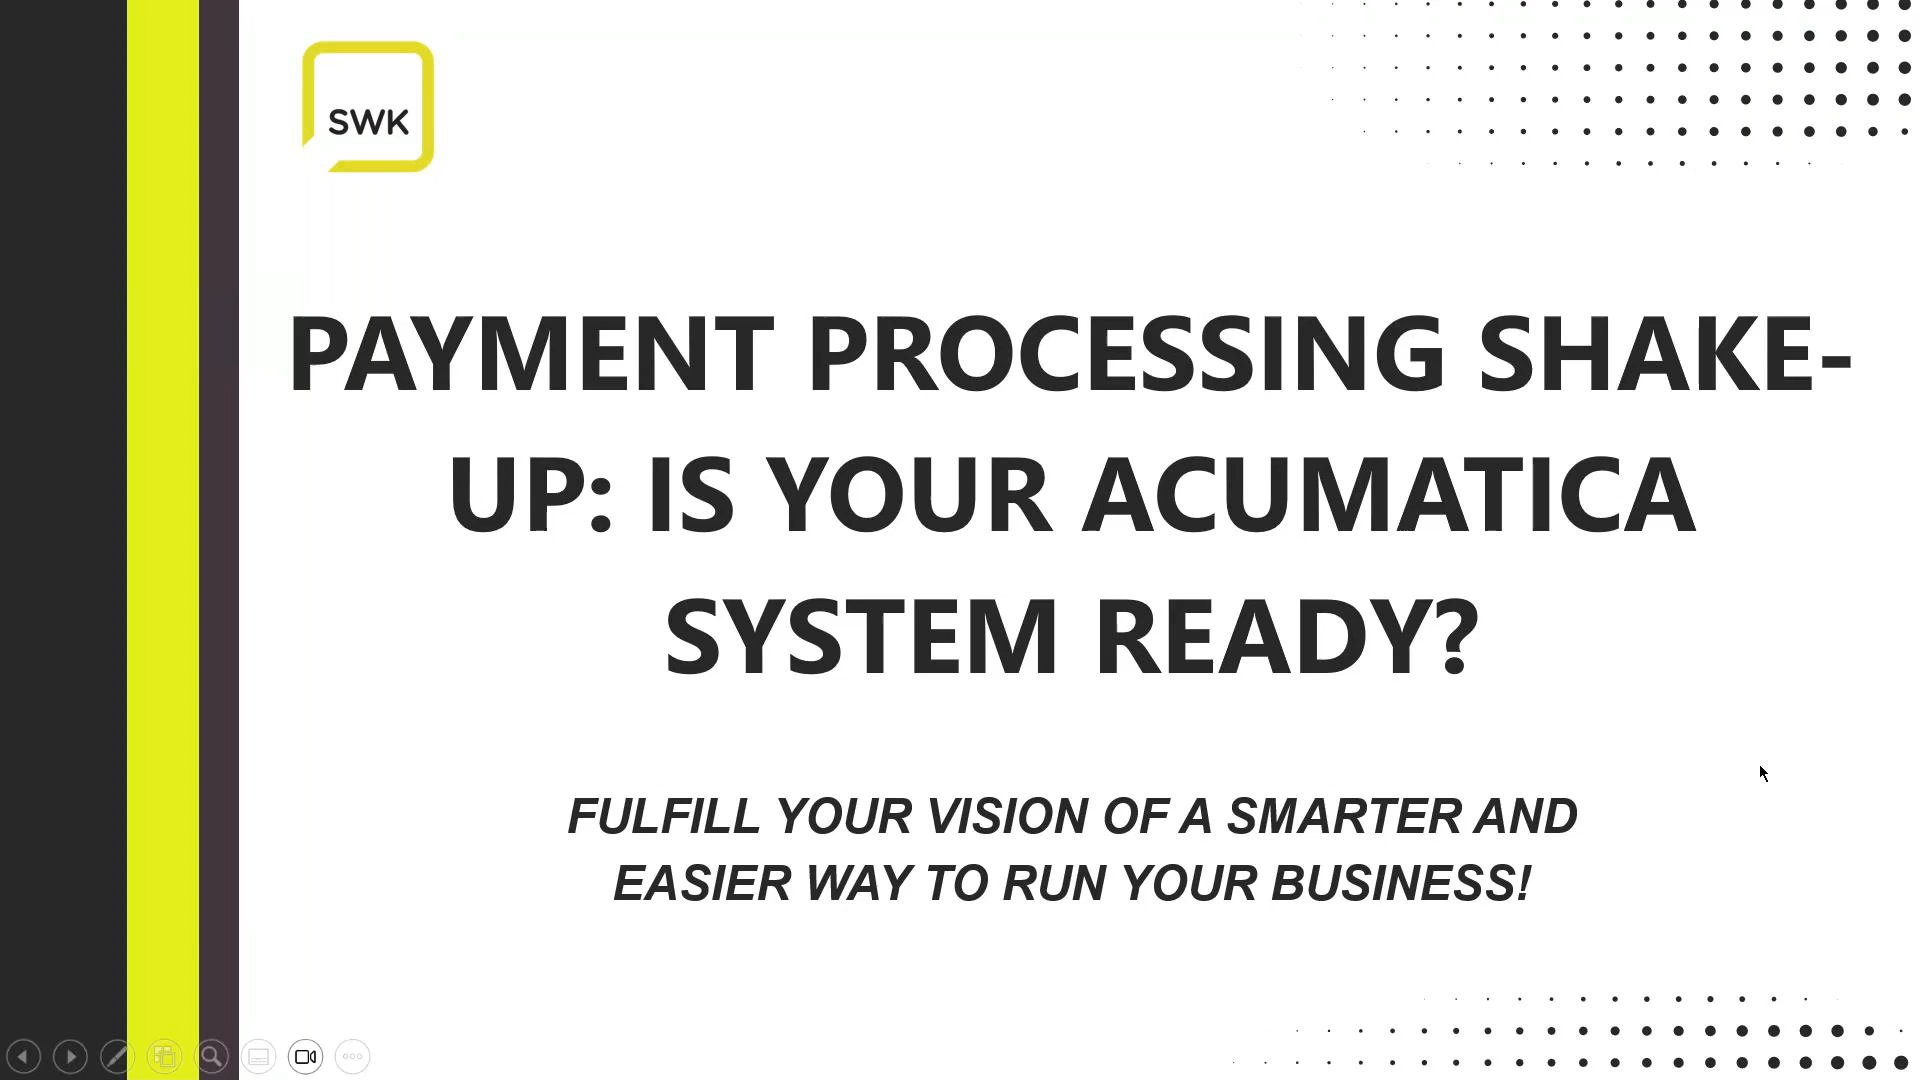 SWK
PAYMENT PROCESSING SHAKE-
UP: IS YOUR ACUMATICA
SYSTEM READY?
FULFILL YOUR VISION OF A SMARTER AND
EASIER WAY TO RUN YOUR BUSINESS!